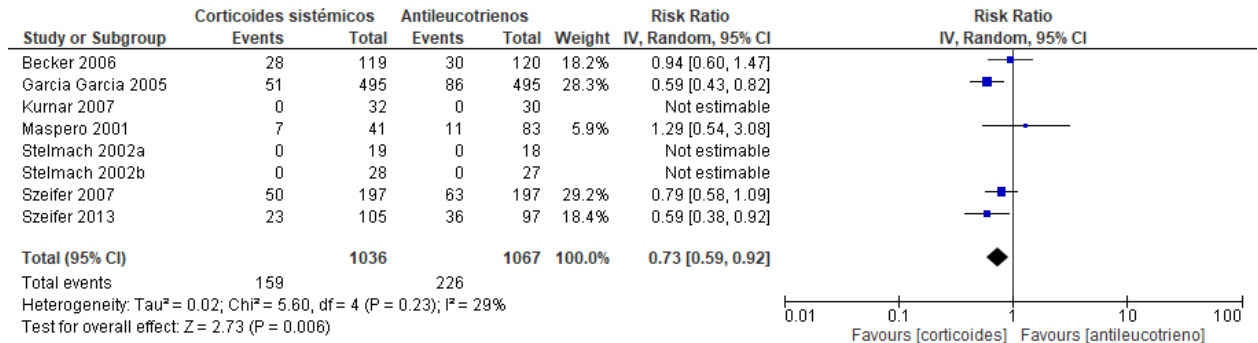 Corticoides sistémicos Antileucotrienos Risk Ratio Risk Ratio
Study or Subgroup Events Total Events Total Weight IV, Random, 95% CI IV, Random, 95% CI
Becker 2006 28 119 30 120 18.2% 0.94 [0.60, 1.47]
Garcia Garcia 2005 51 495 86 495 28.3% 0.59 [0.43, 0.82]
Kurnar 2007 0 32 0 30 Not estimable
Maspero 2001 7 41 11 83 5.9% 1.29 [0.54, 3.08]
Stelmach 2002a 0 19 0 18 Not estimable
Stelmach 2002b 0 28 0 27 Not estimable
Szeifer 2007 50 197 63 197 29.2% 0.79 [0.58, 1.09]
Szeifer 2013 23 105 36 97 18.4% 0.59 [0.38, 0.92]
Total (95% CI) 1036 1067 100.0% 0.73 [0.59, 0.92]
Total events 159 226
Heterogeneity: Tau² = 0.02; Chi² = 5.60, df = 4 (P = 0.23); I² = 29%
Test for overall effect: Z = 2.73 (P = 0.006)
0.01 0.1 1 10 100
Favours [corticoides] Favours [antileucotrieno]